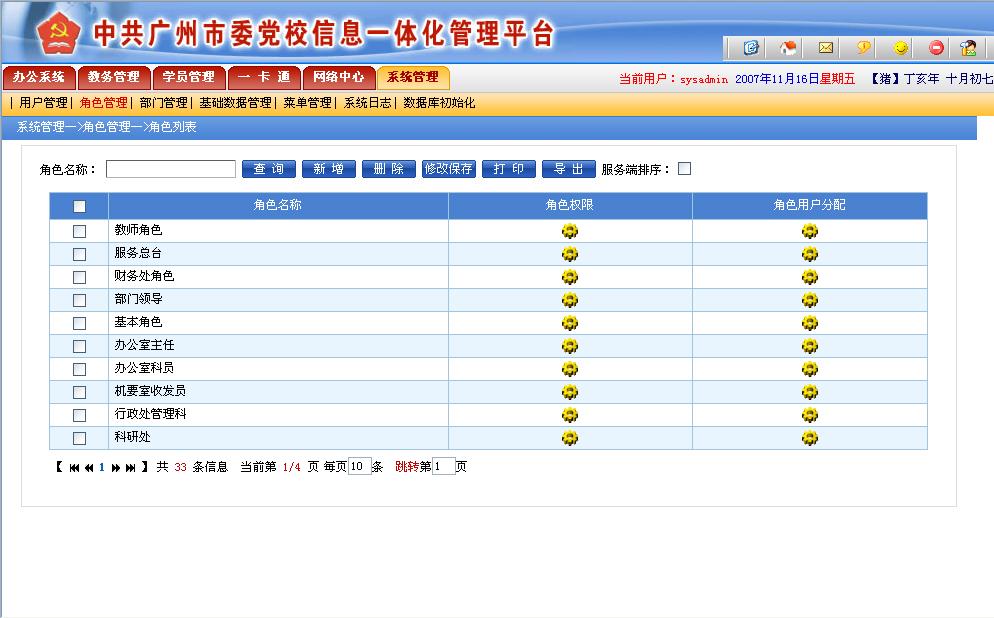 中共广州市委党校信息一体化管理平台
办公系统 教务管理 学员管理 一 卡 通 网络中心 系统管理 当前用户：sysadmin 2007年11月16日星期五 【猪】丁亥年 十月初七
| 用户管理| 角色管理| 部门管理| 基础数据管理| 菜单管理| 系统日志| 数据库初始化
系统管理—>角色管理—>角色列表
角色名称： 查 询 新 增 删 除 修改保存 打 印 导 出 服务端排序：
角色名称 角色权限 角色用户分配
教师角色
服务总台
财务处角色
部门领导
基本角色
办公室主任
办公室科员
机要室收发员
行政处管理科
科研处
【 1 】 共 33 条信息 当前第 1/4 页 每页10条 跳转第1页